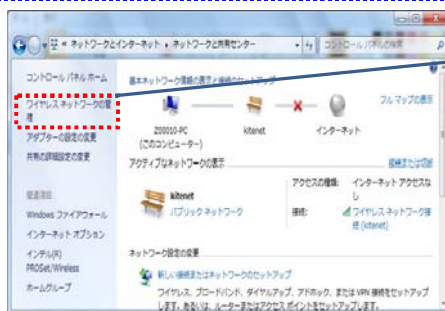 ネットワークとインターネット ▸ ネットワークと共有センター
コントロール パネルの検索
コントロール パネル ホーム
ワイヤレス ネットワークの管
理
アダプターの設定の変更
共有の詳細設定の変更
関連項目
Windows ファイアウォール
インターネット オプション
インテル(R)
PROSet/Wireless
ホームグループ
基本ネットワーク情報の表示と接続のセットアップ
フル マップの表示
Z00010-PC
(このコンピューター)
kitenet
インターネット
アクティブなネットワークの表示
接続または切断
kitenet
パブリック ネットワーク
アクセスの種類:
インターネット アクセスな
し
接続:
ワイヤレス ネットワーク接
続 (kitenet)
ネットワーク設定の変更
新しい接続またはネットワークのセットアップ
ワイヤレス、ブロードバンド、ダイヤルアップ、アドホック、または VPN 接続をセットアップ
します。あるいは、ルーターまたはアクセス ポイントをセットアップします。